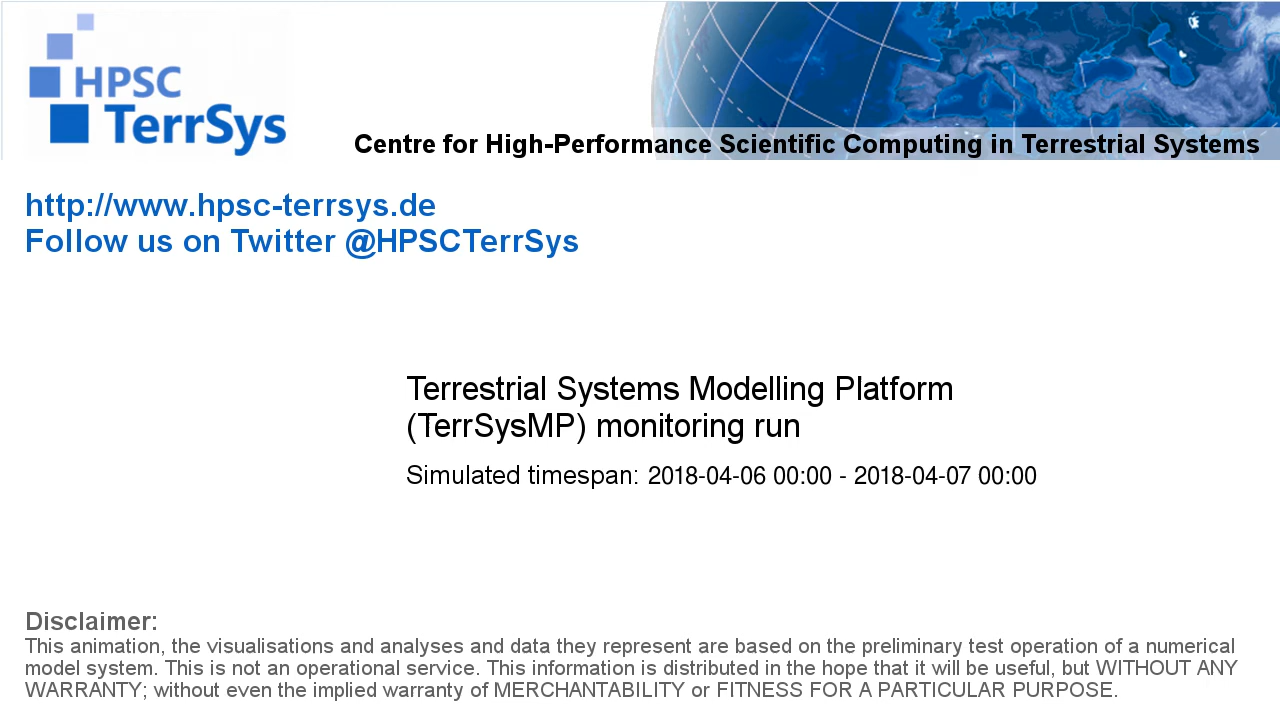 HPSC
TerrSys
Centre for High-Performance Scientific Computing in Terrestrial Systems
http://www.hpsc-terrsys.de
Follow us on Twitter @HPSCTerrSys
Terrestrial Systems Modelling Platform
(TerrSysMP) monitoring run
Simulated timespan: 2018-04-06 00:00 - 2018-04-07 00:00
Disclaimer:
This animation, the visualisations and analyses and data they represent are based on the preliminary test operation of a numerical
model system. This is not an operational service. This information is distributed in the hope that it will be useful, but WITHOUT ANY
WARRANTY; without even the implied warranty of MERCHANTABILITY or FITNESS FOR A PARTICULAR PURPOSE.